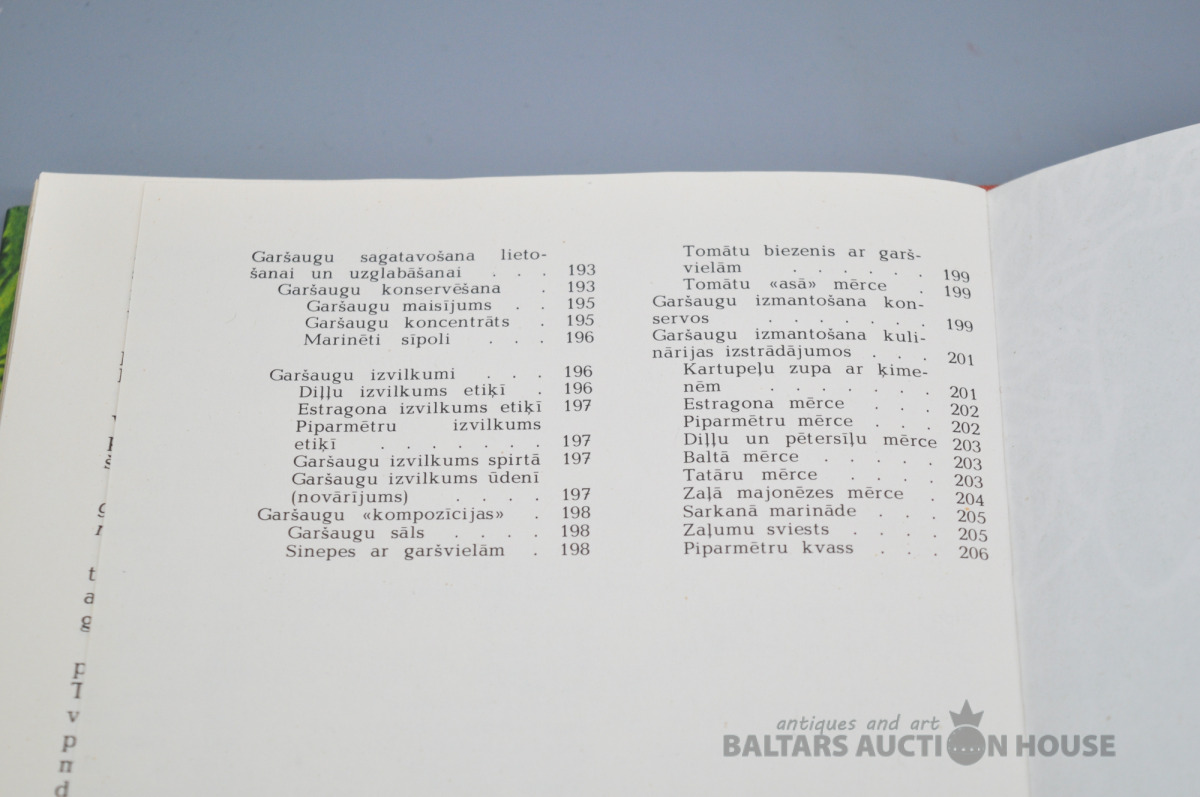 Garšaugu sagatavošana lieto-
šanai un uzglabāšanai . . . 193
Garšaugu konservēšana . 193
Garšaugu maisījums . . 195
Garšaugu koncentrāts . 195
Marinēti sīpoli . . . 196
Garšaugu izvilkumi . . . 196
Diļļu izvilkums etiķī . 196
Estragona izvilkums etiķī 197
Piparmētru izvilkums
etiķī . . . . . . . 197
Garšaugu izvilkums spirtā 197
Garšaugu izvilkums ūdenī
(novārījums) . . . . 197
Garšaugu «kompozīcijas» . 198
Garšaugu sāls . . . . 198
Sinepes ar garšvielām . 198
Tomātu biezenis ar garš-
vielām . . . . . . 199
Tomātu «asā» mērce . 199
Garšaugu izmantošana kon-
servos . . . . . . . 199
Garšaugu izmantošana kuli-
nārijas izstrādājumos . . . 201
Kartupeļu zupa ar ķime-
nēm . . . . . . . 201
Estragona mērce . . . 202
Piparmētru mērce . . . 202
Diļļu un pētersīļu mērce 203
Baltā mērce . . . . . 203
Tatāru mērce . . . . 203
Zaļā majonēzes mērce . 204
Sarkanā marināde . . . 205
Zaļumu sviests . . . . 205
Piparmētru kvass . . . 206
antiques and art
BALTARS AUCTION HOUSE